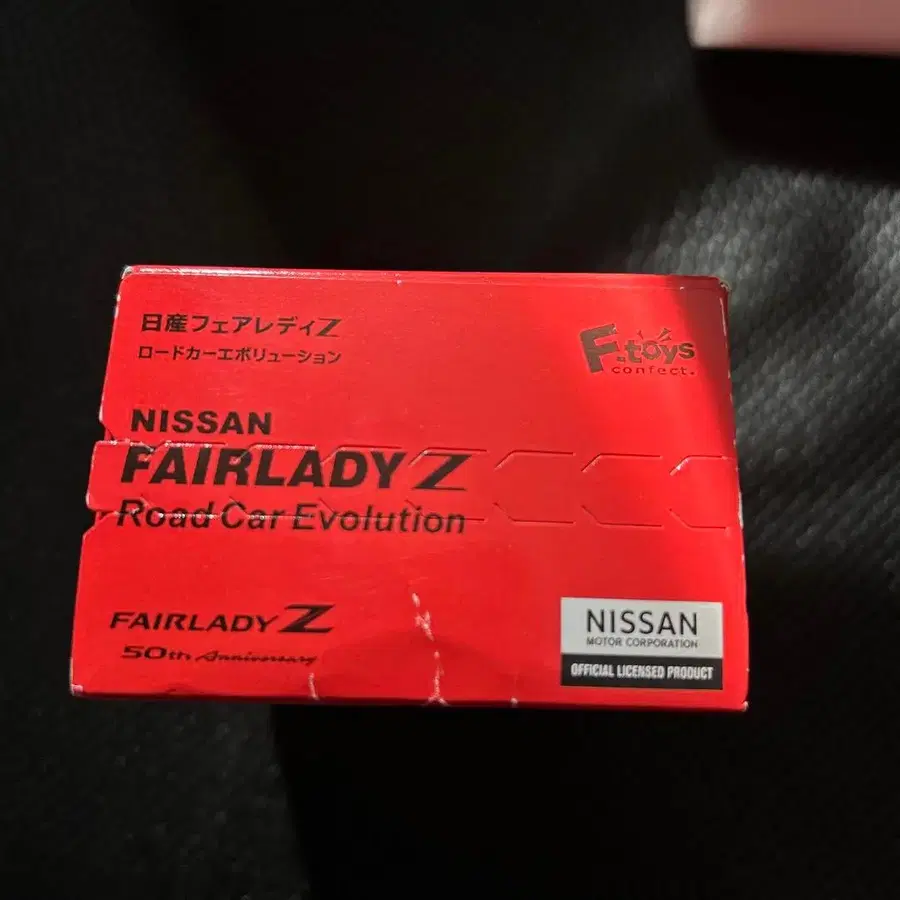 日産フェアレディZ
ロードカーエボリューション
F.toys
confect.
NISSAN
FAIRLADY Z
Road Car Evolution
FAIRLADY Z
50th Anniversary
NISSAN
MOTOR CORPORATION
OFFICIAL LICENSED PRODUCT